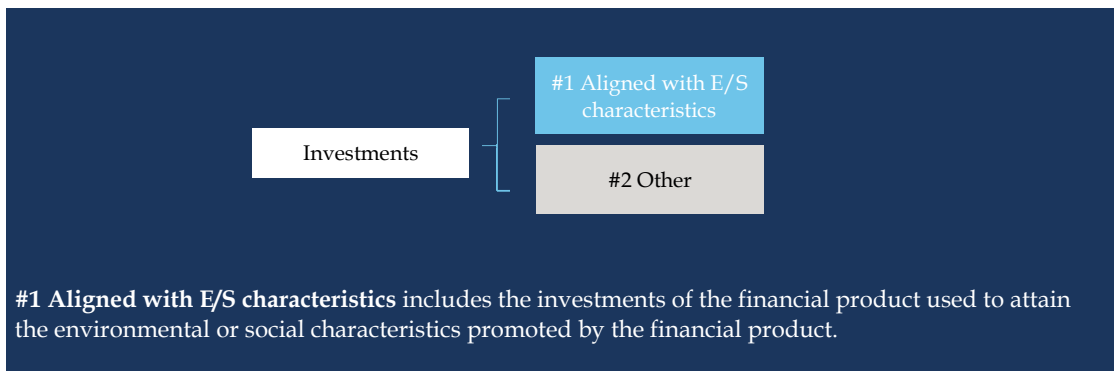 #1 Aligned with E/S
characteristics
Investments
#2 Other
#1 Aligned with E/S characteristics includes the investments of the financial product used to attain
the environmental or social characteristics promoted by the financial product.